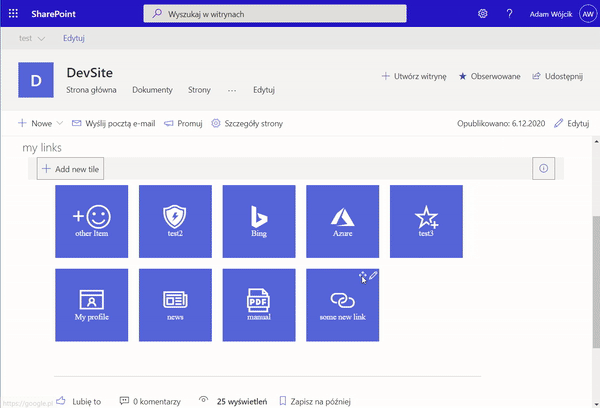 SharePoint
Wyszukaj w witrynach
?
Adam Wójcik
AW
test
Edytuj
D
DevSite
Strona główna Dokumenty Strony ... Edytuj
Utwórz witrynę
Obserwowane
Udostępnij
Nowe
Wyślij pocztą e-mail
Promuj
Szczegóły strony
Opublikowano: 6.12.2020
Edytuj
my links
Add new tile
other Item
test2
Bing
Azure
test3
My profile
news
PDF
manual
some new link
https://google.pl
Lubię to
0 komentarzy
25 wyświetleń
Zapisz na później